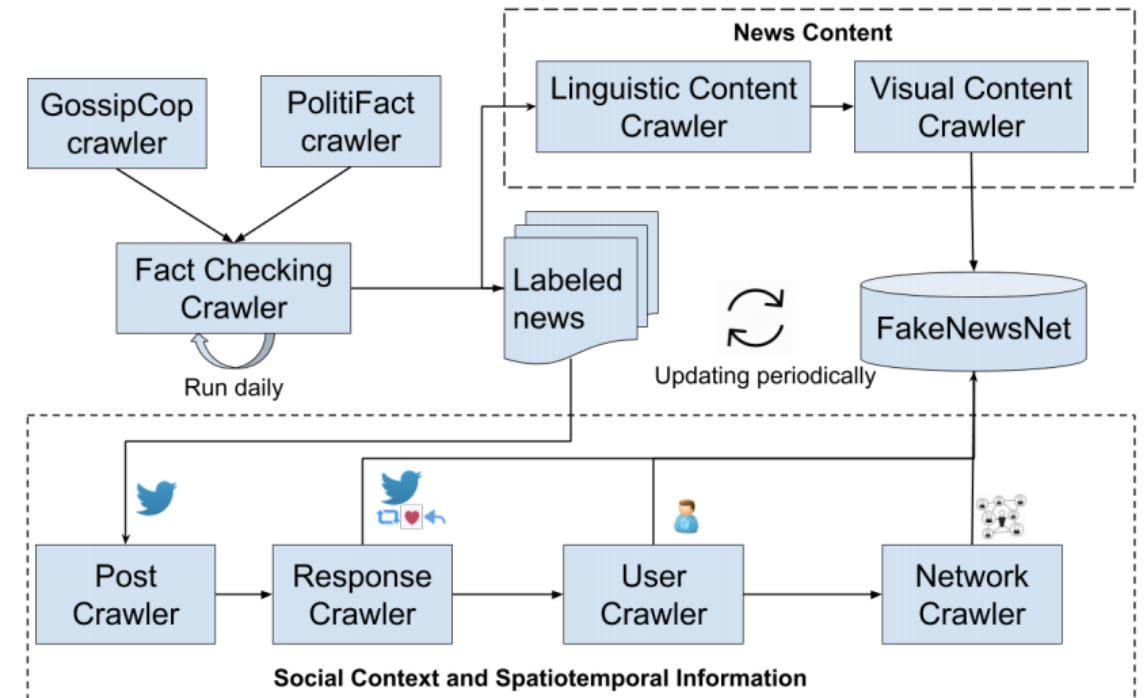 News Content
GossipCop
crawler
PolitiFact
crawler
Linguistic Content
Crawler
Visual Content
Crawler
Fact Checking
Crawler
Run daily
Labeled
news
Updating periodically
FakeNewsNet
Post
Crawler
Response
Crawler
User
Crawler
Network
Crawler
Social Context and Spatiotemporal Information